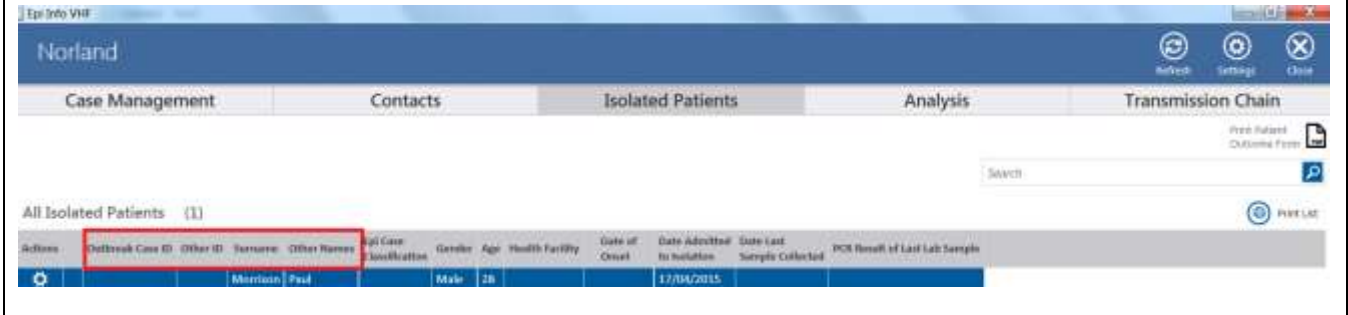 Epi Info VHF
Norland
Refresh Settings Close
Case Management Contacts Isolated Patients Analysis Transmission Chain
Print Patient
Outcome Form
Search
All Isolated Patients (1)
Print List
Actions Outbreak Case ID Other ID Surname Other Names Epi Case Classification Gender Age Health Facility Date of Onset Date Admitted to Isolation Date Last Sample Collected PCR Result of Last Lab Sample
Morrison Paul Male 28 17/04/2015